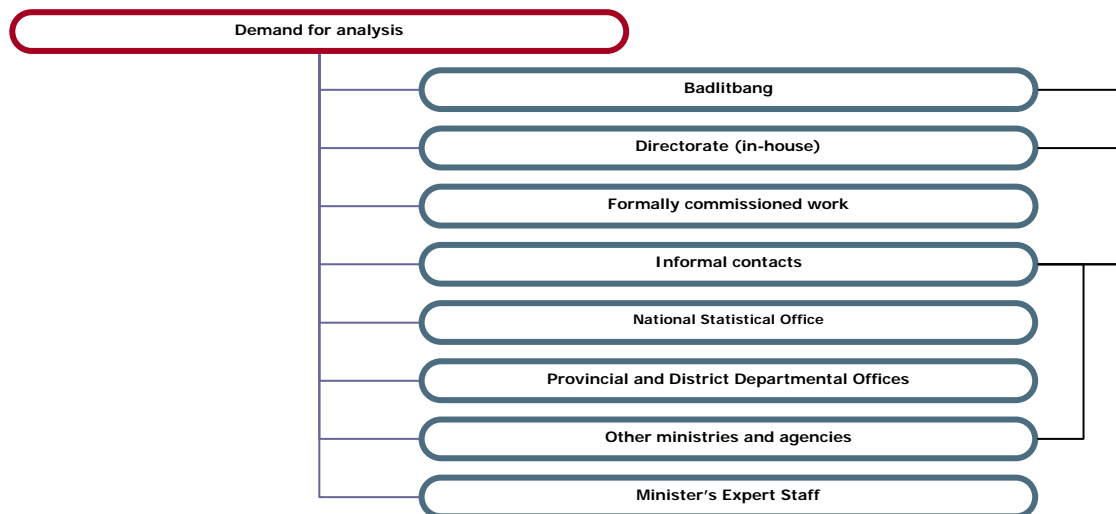 Demand for analysis
Badlitbang
Directorate (in-house)
Formally commissioned work
Informal contacts
National Statistical Office
Provincial and District Departmental Offices
Other ministries and agencies
Minister's Expert Staff